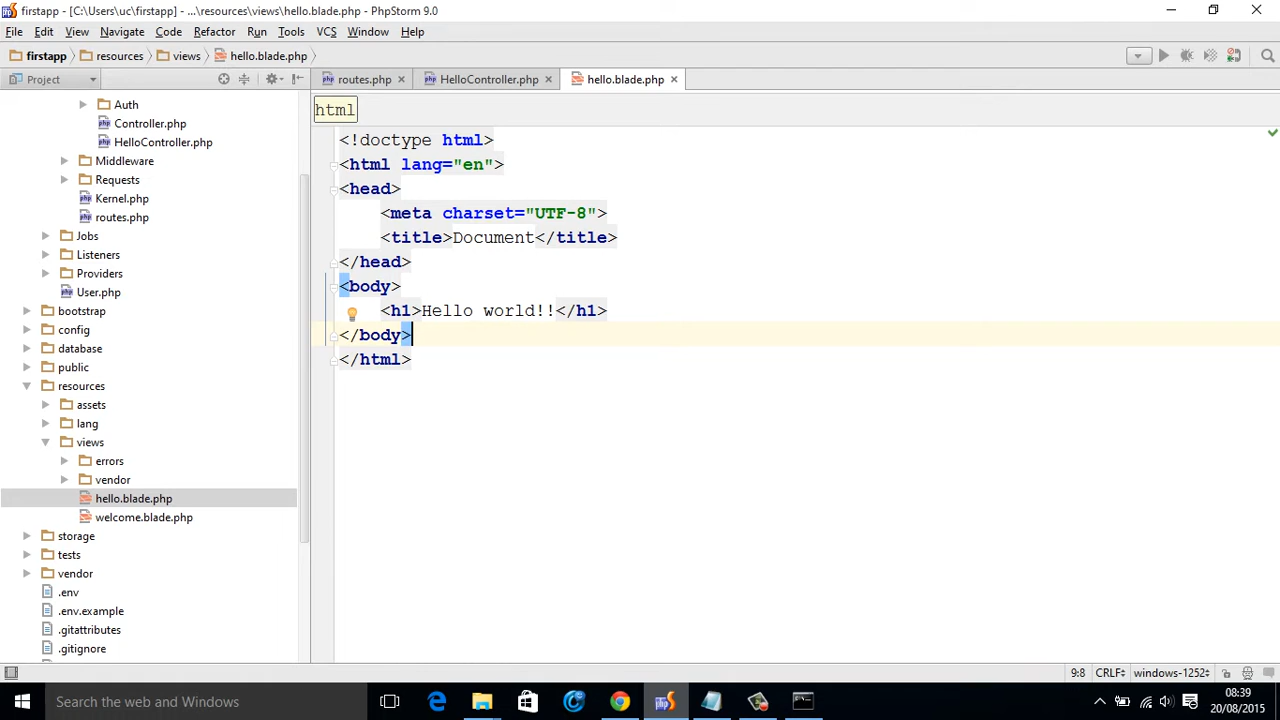 firstapp - [C:\Users\uc\firstapp] - ...\resources\views\hello.blade.php - PhpStorm 9.0
File Edit View Navigate Code Refactor Run Tools VCS Window Help
firstapp resources views hello.blade.php
Project
routes.php HelloController.php hello.blade.php
html
Auth
Controller.php
HelloController.php
Middleware
Requests
Kernel.php
routes.php
Jobs
Listeners
Providers
User.php
bootstrap
config
database
public
resources
assets
lang
views
errors
vendor
hello.blade.php
welcome.blade.php
storage
tests
vendor
.env
.env.example
.gitattributes
.gitignore
<!doctype html>
<html lang="en">
<head>
<meta charset="UTF-8">
<title>Document</title>
</head>
<body>
<h1>Hello world!!</h1>
</body>
</html>
9:8 CRLF windows-1252
Search the web and Windows
08:39
20/08/2015